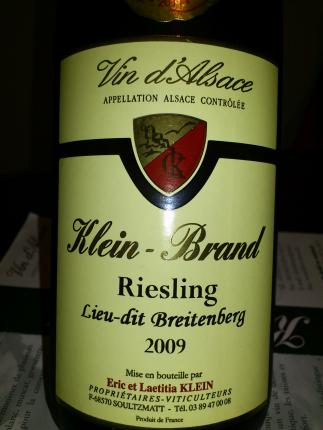 Vin d'Alsace
APPELLATION ALSACE CONTRÔLÉE
Klein-Brand
Riesling
Lieu-dit Breitenberg
2009
Mise en bouteille par
Eric et Laetitia KLEIN
PROPRIÉTAIRES-VITICULTEURS
F-68570 SOULTZMATT - Tél. 03 89 47 00 08
Produit de France